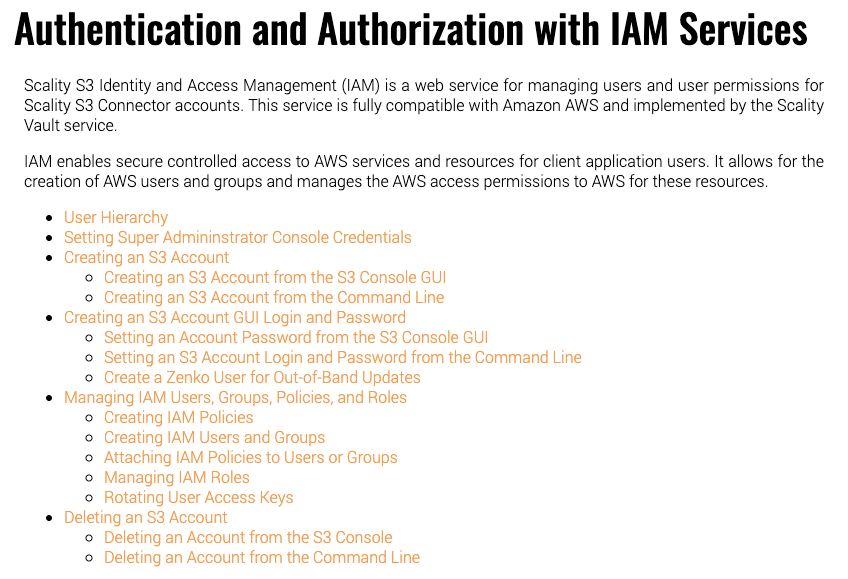 Authentication and Authorization with IAM Services
Scality S3 Identity and Access Management (IAM) is a web service for managing users and user permissions for
Scality S3 Connector accounts. This service is fully compatible with Amazon AWS and implemented by the Scality
Vault service.
IAM enables secure controlled access to AWS services and resources for client application users. It allows for the
creation of AWS users and groups and manages the AWS access permissions to AWS for these resources.
User Hierarchy
Setting Super Admininstrator Console Credentials
Creating an S3 Account
Creating an S3 Account from the S3 Console GUI
Creating an S3 Account from the Command Line
Creating an S3 Account GUI Login and Password
Setting an Account Password from the S3 Console GUI
Setting an S3 Account Login and Password from the Command Line
Create a Zenko User for Out-of-Band Updates
Managing IAM Users, Groups, Policies, and Roles
Creating IAM Policies
Creating IAM Users and Groups
Attaching IAM Policies to Users or Groups
Managing IAM Roles
Rotating User Access Keys
Deleting an S3 Account
Deleting an Account from the S3 Console
Deleting an Account from the Command Line